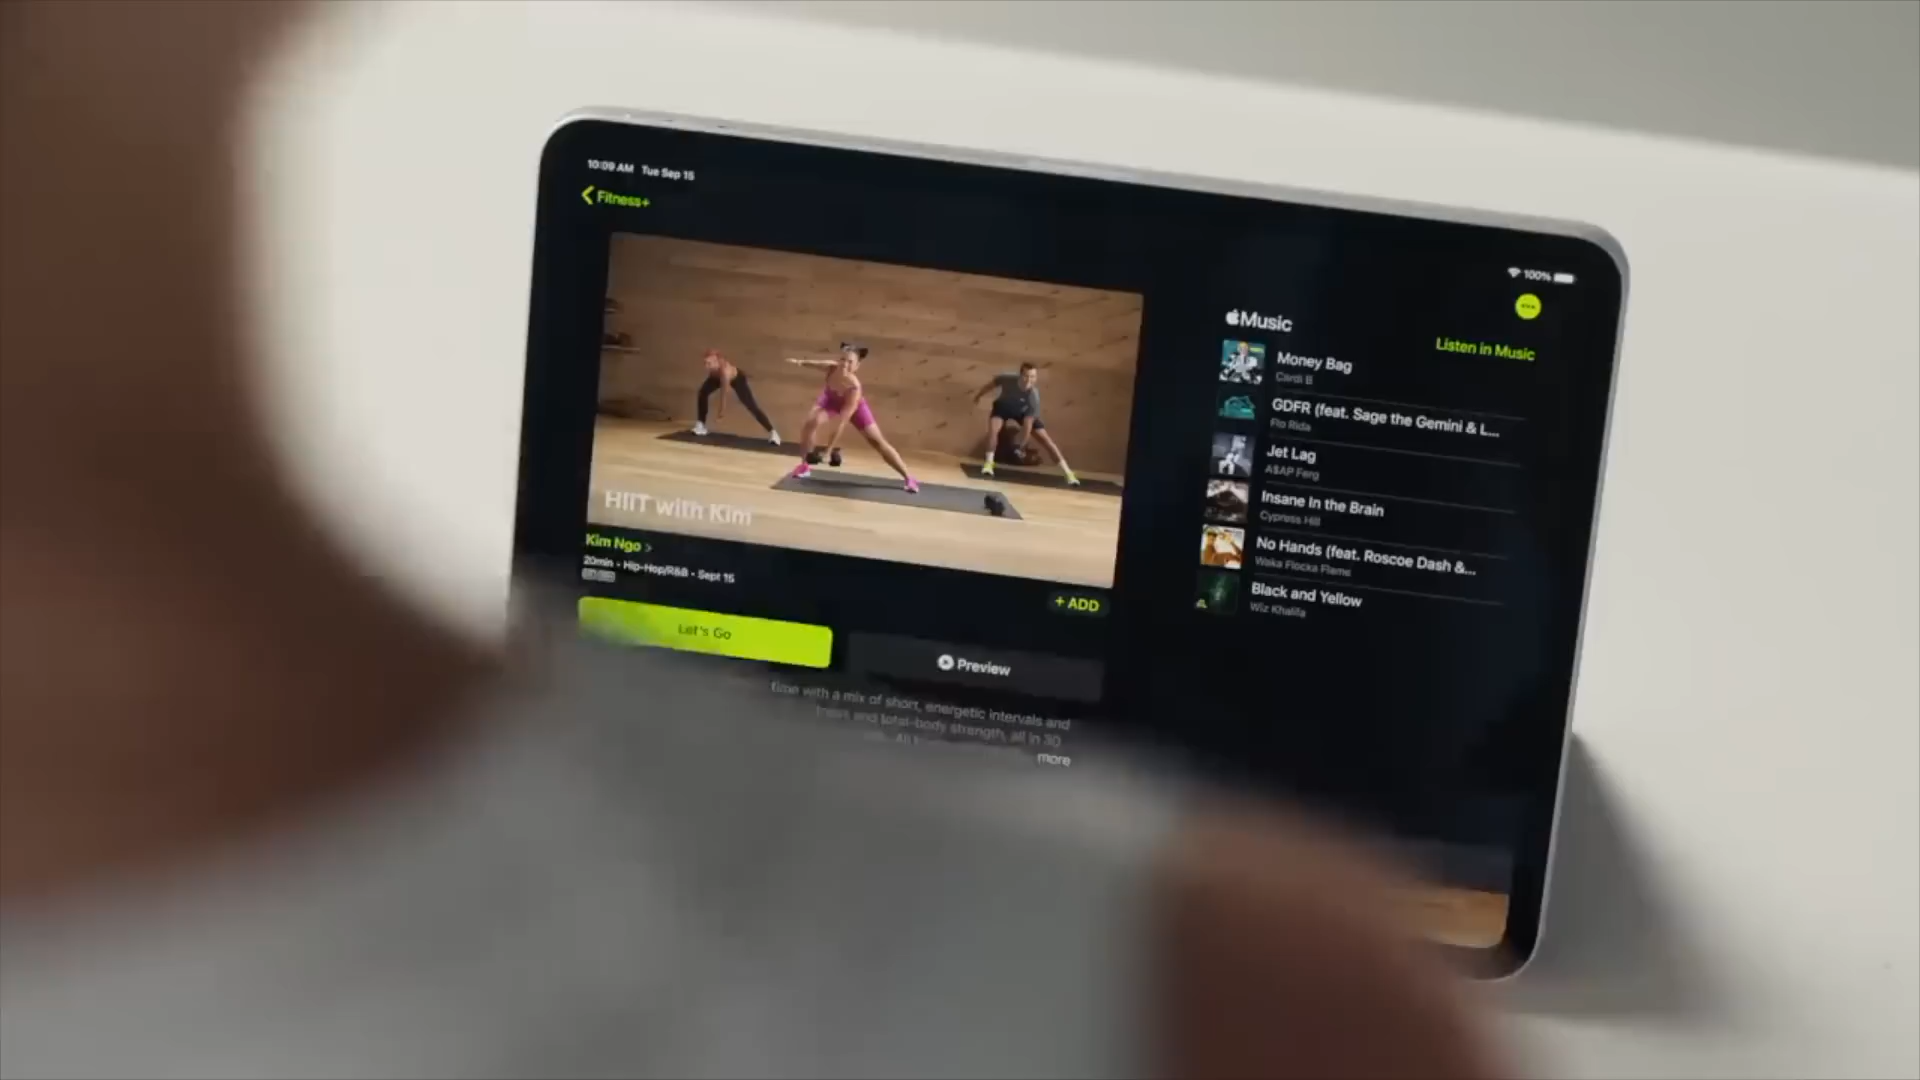 10:09 AM Tue Sep 15
100%
Fitness+
HIIT with Kim
Kim Ngo
20min • Hip-Hop/R&B • Sept 15
+ ADD
Let's Go
Preview
time with a mix of short, energetic intervals and
and total-body strength, all in 30
more
Music
Listen in Music
Money Bag
Cardi B
GDFR (feat. Sage the Gemini & L...
Flo Rida
Jet Lag
A$AP Ferg
Insane In the Brain
Cypress Hill
No Hands (feat. Roscoe Dash &...
Waka Flocka Flame
Black and Yellow
Wiz Khalifa